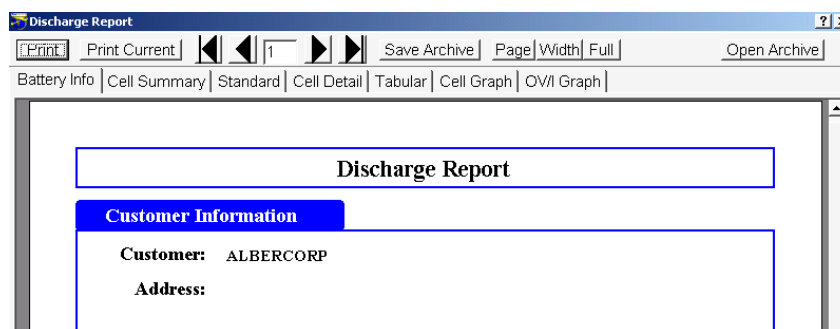 Discharge Report
Print Print Current 1 Save Archive Page Width Full Open Archive
Battery Info Cell Summary Standard Cell Detail Tabular Cell Graph OV/I Graph
Discharge Report
Customer Information
Customer: ALBERCORP
Address: